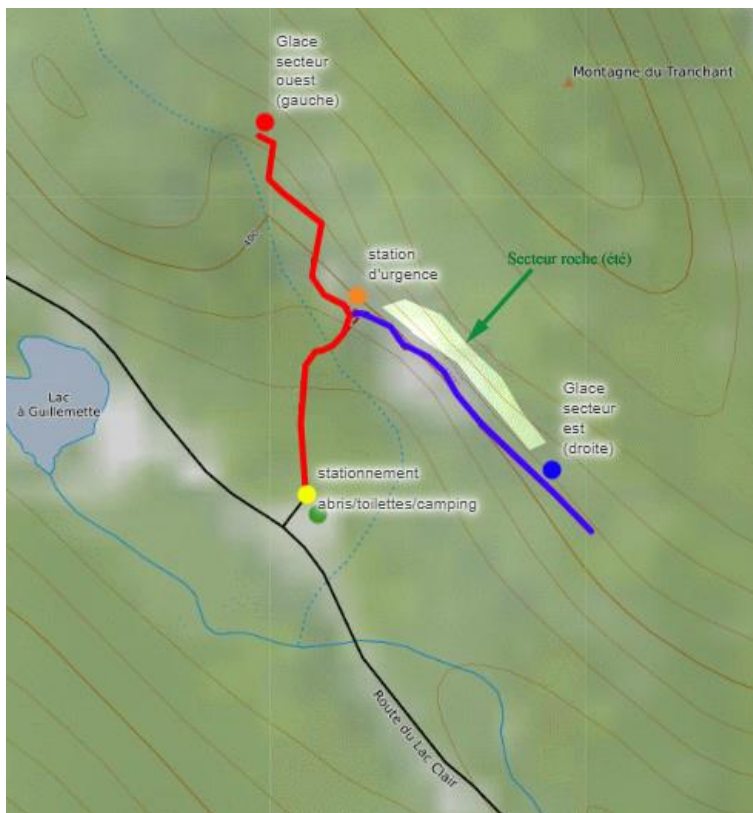 Glace
secteur
ouest
(gauche)
Montagne du Tranchant
400
station
d'urgence
Secteur roche (été)
Lac
à Guillemette
Glace
secteur
est
(droite)
stationnement
abris/toilettes/camping
Route du Lac Clair